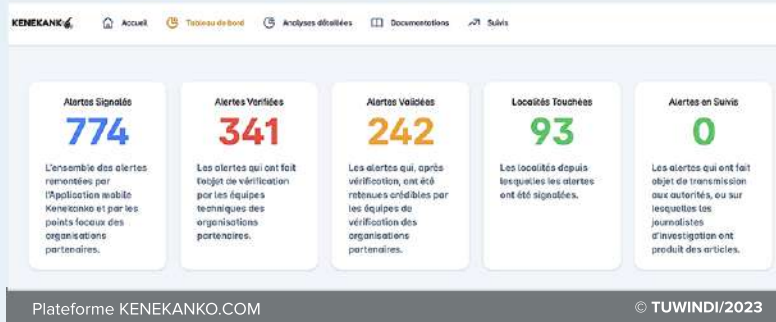 KENEKANKO
Accueil
Tableau de bord
Analyses détaillées
Documentations
Suivis
Alertes Signalés
774
L'ensemble des alertes
remontées par
l'Application mobile
Kenekanko et par les
points focaux des
organisations
partenaires.
Alertes Vérifiées
341
Les alertes qui ont fait
l'objet de vérification
par les équipes
techniques des
organisations
partenaires.
Alertes Validées
242
Les alertes qui, après
vérification, ont été
retenues crédibles par
les équipes de
vérification des
organisations
partenaires.
Localités Touchées
93
Les localités depuis
lesquelles les alertes
ont été signalées.
Alertes en Suivis
0
Les alertes qui ont fait
objet de transmission
aux autorités, ou sur
lesquelles les
journalistes
d'investigation ont
produit des articles.
Plateforme KENEKANKO.COM
© TUWINDI/2023